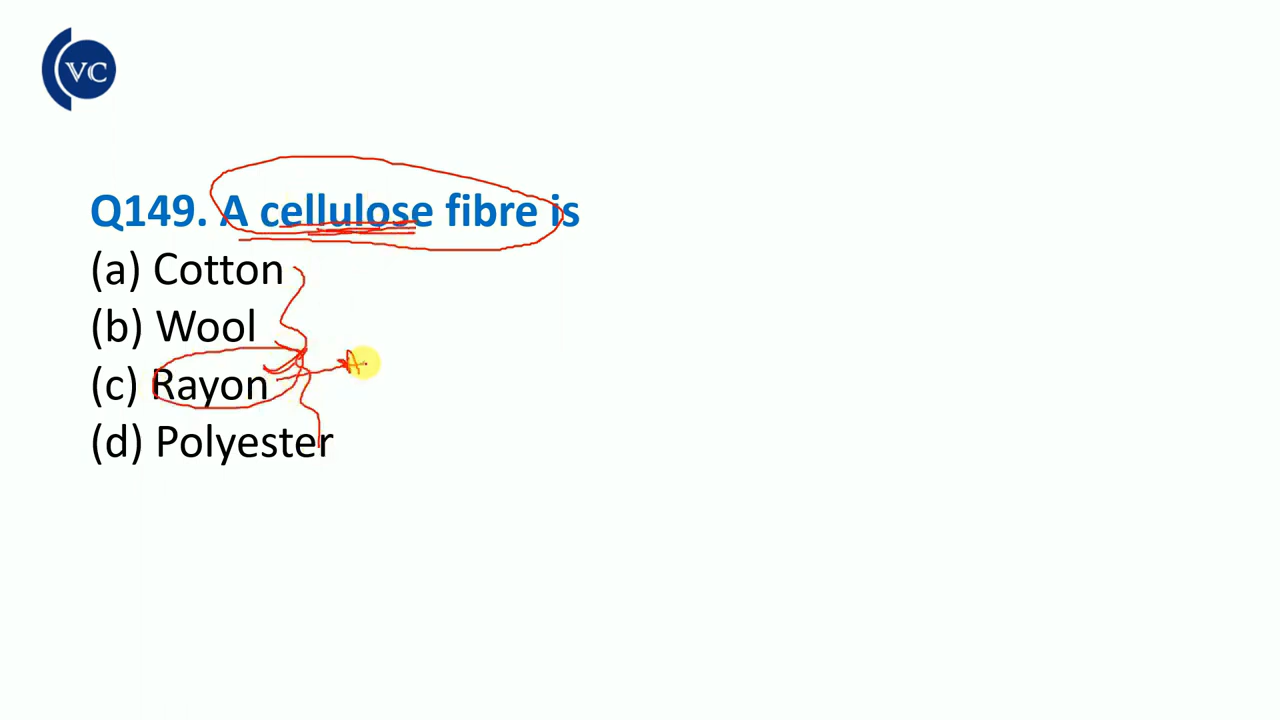 VC
Q149. A cellulose fibre is
(a) Cotton
(b) Wool
(c) Rayon
(d) Polyester